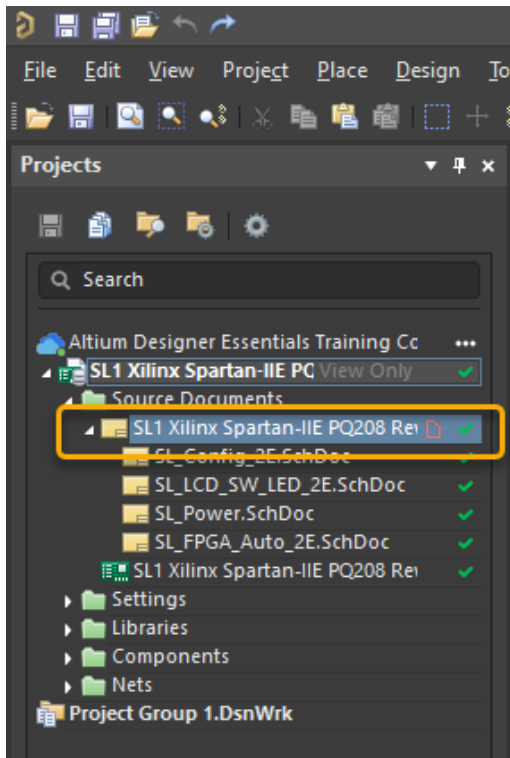 File Edit View Project Place Design To
Projects
Search
Altium Designer Essentials Training Co
SL1 Xilinx Spartan-IIE PQ View Only
Source Documents
SL1 Xilinx Spartan-IIE PQ208 Rev
SL_Config_2E.SchDoc
SL_LCD_SW_LED_2E.SchDoc
SL_Power.SchDoc
SL_FPGA_Auto_2E.SchDoc
SL1 Xilinx Spartan-IIE PQ208 Rev
Settings
Libraries
Components
Nets
Project Group 1.DsnWrk